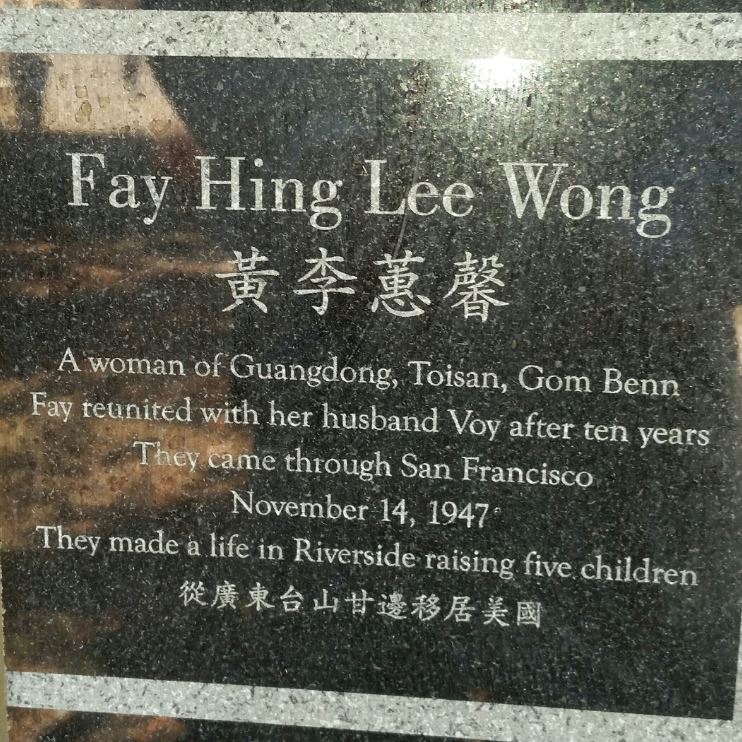 Fay Hing Lee Wong
黃李蕙馨
A woman of Guangdong, Toisan, Gom Benn
Fay reunited with her husband Voy after ten years
They came through San Francisco
November 14, 1947
They made a life in Riverside raising five children
從廣東台山甘邊移居美國